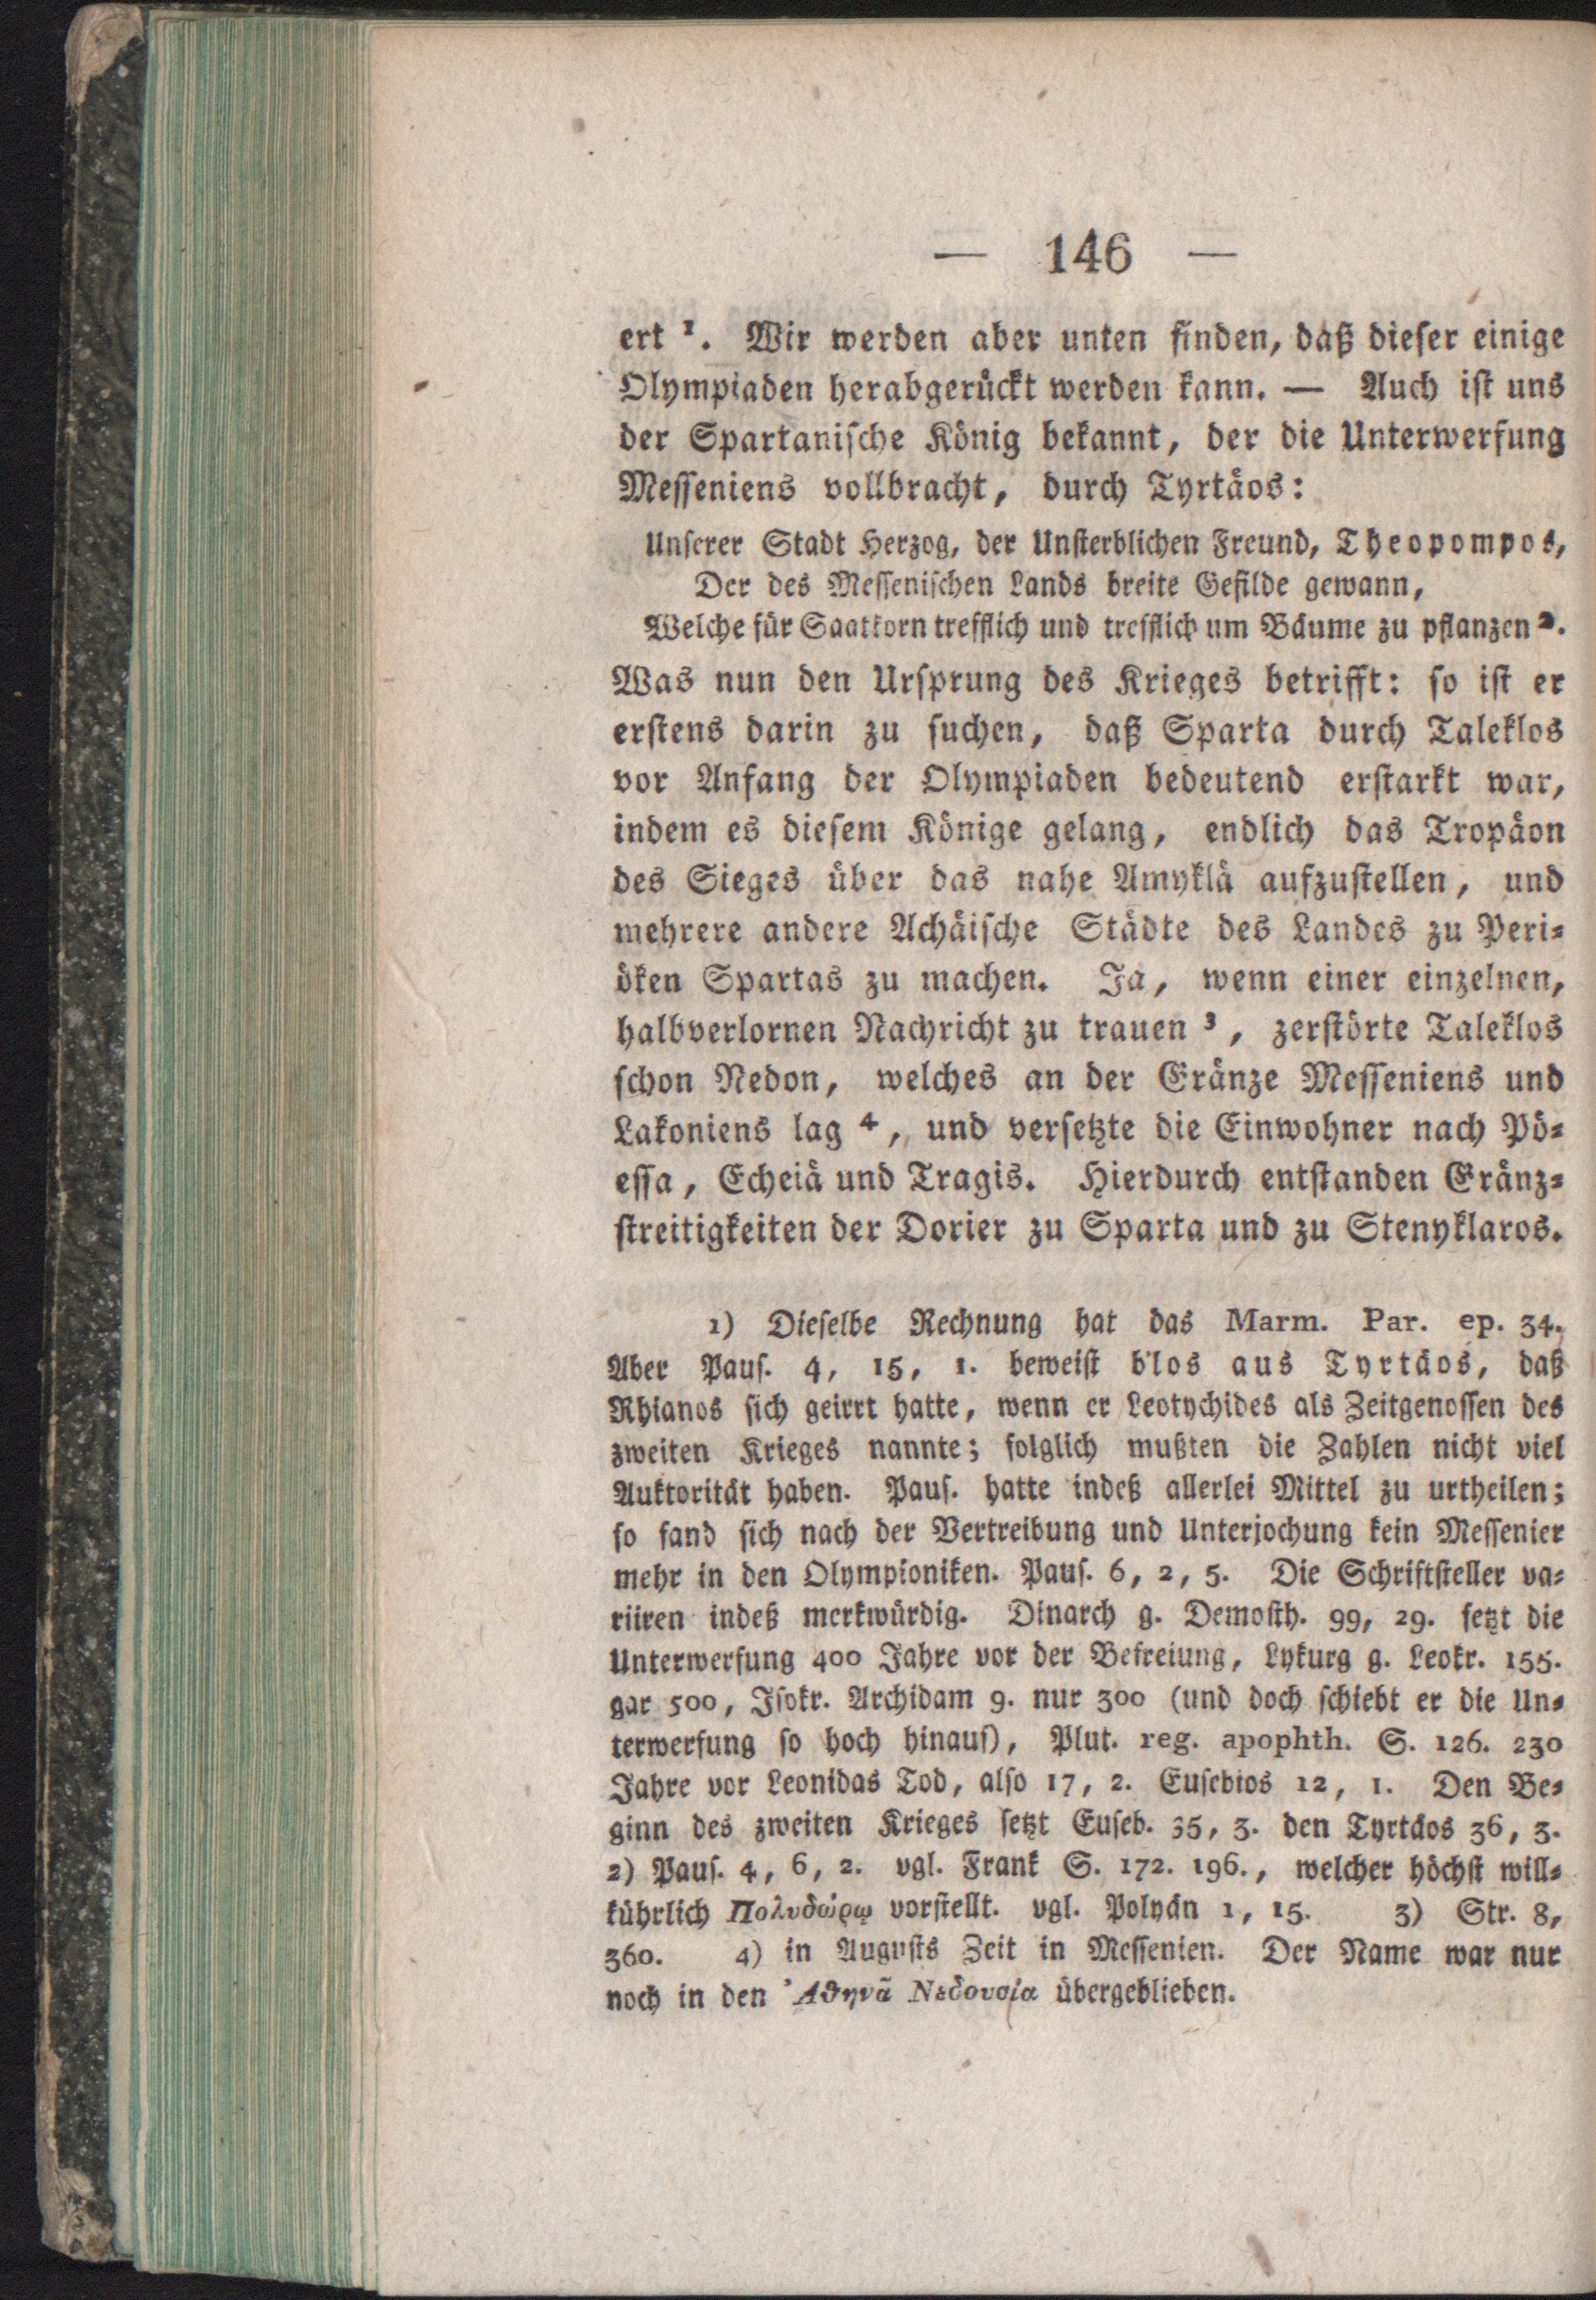 — 146 —
ert ¹. Wir werden aber unten finden, daß dieser einige
Olympiaden herabgerückt werden kann. — Auch ist uns
der Spartanische König bekannt, der die Unterwerfung
Messeniens vollbracht, durch Tyrtäos:
Unserer Stadt Herzog, der Unsterblichen Freund, Theopompos,
Der des Messenischen Lands breite Gefilde gewann,
Welche für Saatkorn trefflich und trefflich um Bäume zu pflanzen ².
Was nun den Ursprung des Krieges betrifft: so ist er
erstens darin zu suchen, daß Sparta durch Taleklos
vor Anfang der Olympiaden bedeutend erstarkt war,
indem es diesem Könige gelang, endlich das Tropäon
des Sieges über das nahe Amyklä aufzustellen, und
mehrere andere Achäische Städte des Landes zu Peri-
öken Spartas zu machen. Ja, wenn einer einzelnen,
halbverlornen Nachricht zu trauen ³, zerstörte Taleklos
schon Nedon, welches an der Gränze Messeniens und
Lakoniens lag ⁴, und versetzte die Einwohner nach Pö-
essa, Echeiä und Tragis. Hierdurch entstanden Gränz-
streitigkeiten der Dorier zu Sparta und zu Stenyklaros.
1) Dieselbe Rechnung hat das Marm. Par. ep. 34.
Aber Paus. 4, 15, 1. beweist blos aus Tyrtäos, daß
Rhianos sich geirrt hatte, wenn er Leotychides als Zeitgenossen des
zweiten Krieges nannte; folglich mußten die Zahlen nicht viel
Auktorität haben. Paus. hatte indeß allerlei Mittel zu urtheilen;
so fand sich nach der Vertreibung und Unterjochung kein Messenier
mehr in den Olympioniken. Paus. 6, 2, 5. Die Schriftsteller va-
riiren indeß merkwürdig. Dinarch g. Demosth. 99, 29. setzt die
Unterwerfung 400 Jahre vor der Befreiung, Lykurg g. Leokr. 155.
gar 500, Isokr. Archidam 9. nur 300 (und doch schiebt er die Un-
terwerfung so hoch hinauf), Plut. reg. apophth. S. 126. 230
Jahre vor Leonidas Tod, also 17, 2. Eusebios 12, 1. Den Be-
ginn des zweiten Krieges setzt Euseb. 35, 3. den Tyrtäos 36, 3.
2) Paus. 4, 6, 2. vgl. Frank S. 172. 196., welcher höchst will-
kührlich Πολυδώρῳ vorstellt. vgl. Polyän 1, 15. 3) Str. 8,
360. 4) in Augusts Zeit in Messenien. Der Name war nur
noch in den Ἀθηνᾶ Νεδουσία übergeblieben.